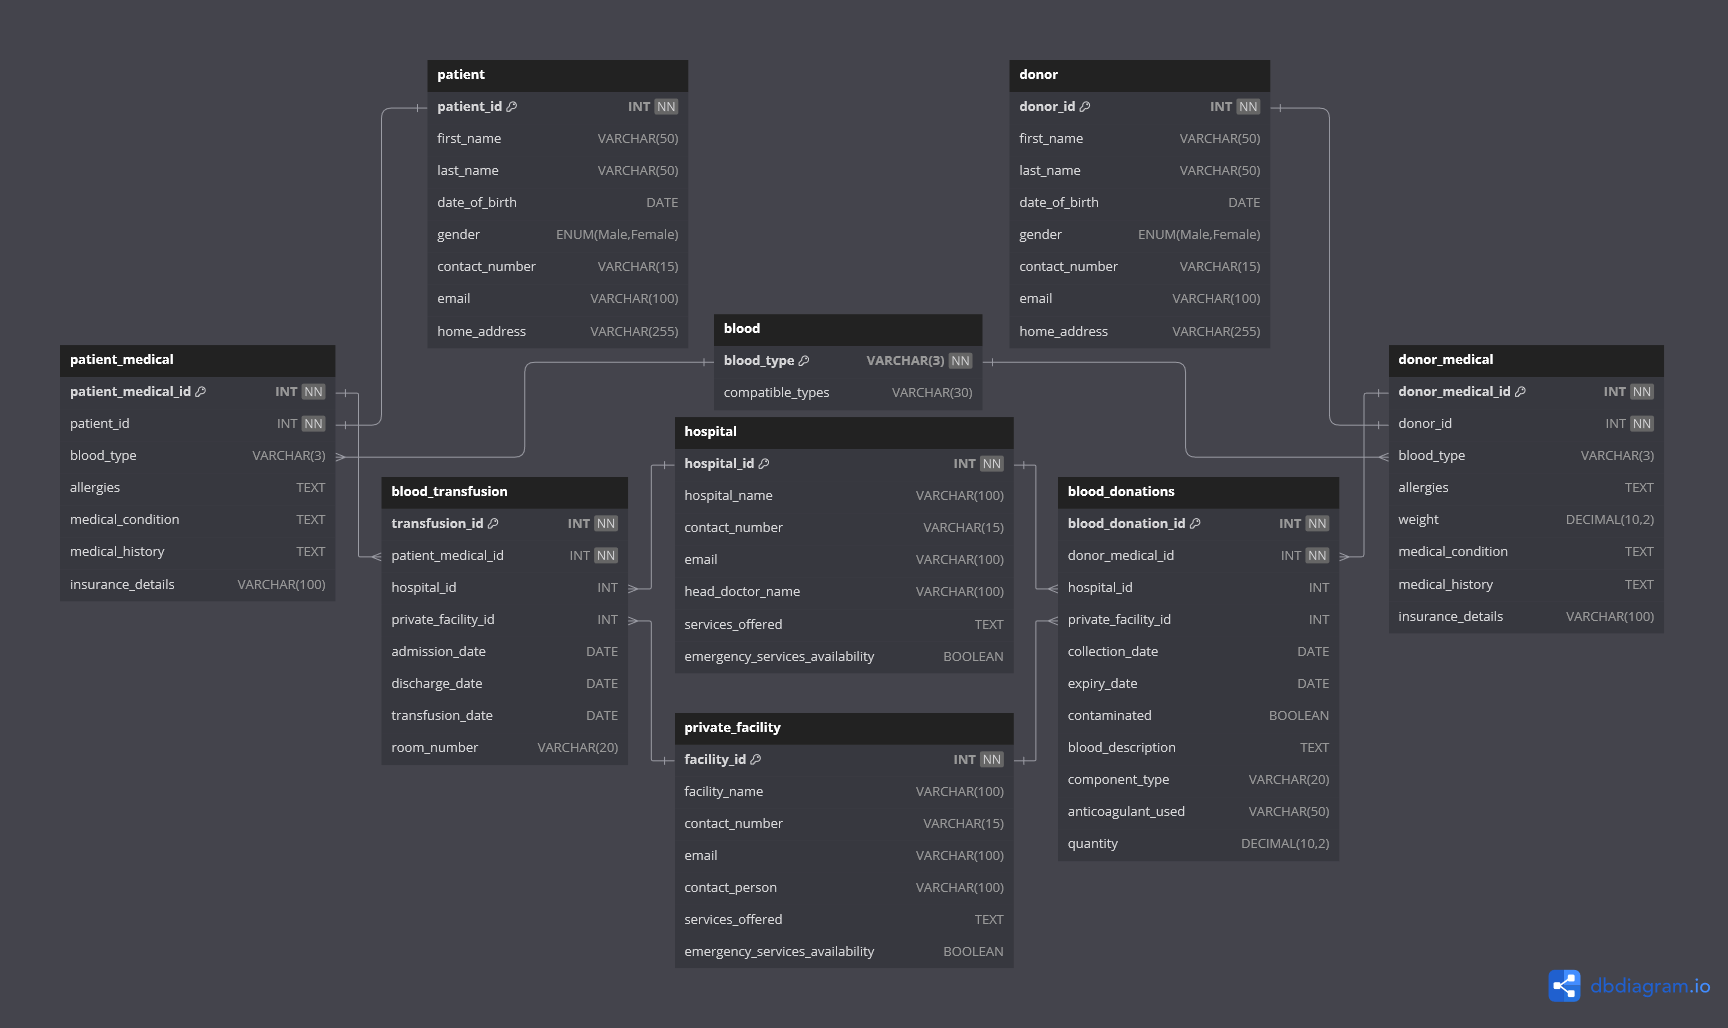 patient
patient_id INT NN
first_name VARCHAR(50)
last_name VARCHAR(50)
date_of_birth DATE
gender ENUM(Male,Female)
contact_number VARCHAR(15)
email VARCHAR(100)
home_address VARCHAR(255)
donor
donor_id INT NN
first_name VARCHAR(50)
last_name VARCHAR(50)
date_of_birth DATE
gender ENUM(Male,Female)
contact_number VARCHAR(15)
email VARCHAR(100)
home_address VARCHAR(255)
blood
blood_type VARCHAR(3) NN
compatible_types VARCHAR(30)
patient_medical
patient_medical_id INT NN
patient_id INT NN
blood_type VARCHAR(3)
allergies TEXT
medical_condition TEXT
medical_history TEXT
insurance_details VARCHAR(100)
donor_medical
donor_medical_id INT NN
donor_id INT NN
blood_type VARCHAR(3)
allergies TEXT
weight DECIMAL(10,2)
medical_condition TEXT
medical_history TEXT
insurance_details VARCHAR(100)
hospital
hospital_id INT NN
hospital_name VARCHAR(100)
contact_number VARCHAR(15)
email VARCHAR(100)
head_doctor_name VARCHAR(100)
services_offered TEXT
emergency_services_availability BOOLEAN
blood_transfusion
transfusion_id INT NN
patient_medical_id INT NN
hospital_id INT
private_facility_id INT
admission_date DATE
discharge_date DATE
transfusion_date DATE
room_number VARCHAR(20)
blood_donations
blood_donation_id INT NN
donor_medical_id INT NN
hospital_id INT
private_facility_id INT
collection_date DATE
expiry_date DATE
contaminated BOOLEAN
blood_description TEXT
component_type VARCHAR(20)
anticoagulant_used VARCHAR(50)
quantity DECIMAL(10,2)
private_facility
facility_id INT NN
facility_name VARCHAR(100)
contact_number VARCHAR(15)
email VARCHAR(100)
contact_person VARCHAR(100)
services_offered TEXT
emergency_services_availability BOOLEAN
dbdiagram.io